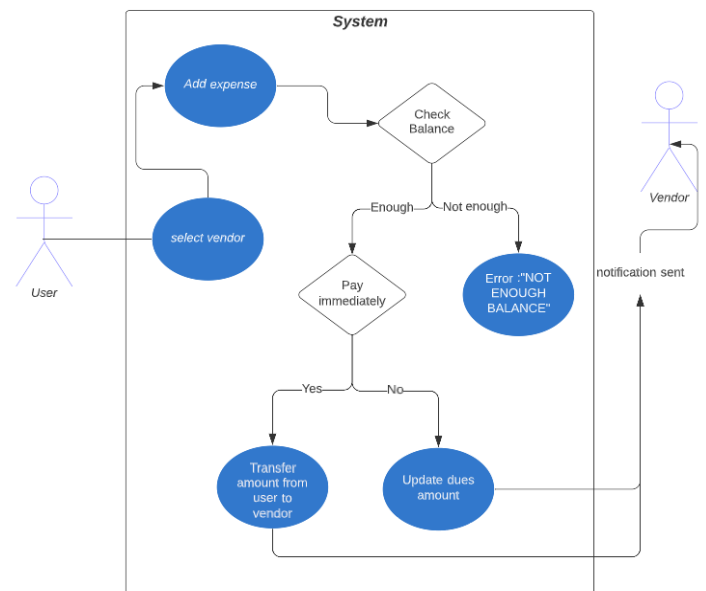 System
Add expense
Check
Balance
Enough
Not enough
Vendor
select vendor
User
Pay
immediately
Error :"NOT
ENOUGH
BALANCE"
notification sent
Yes
No
Transfer
amount from
user to
vendor
Update dues
amount